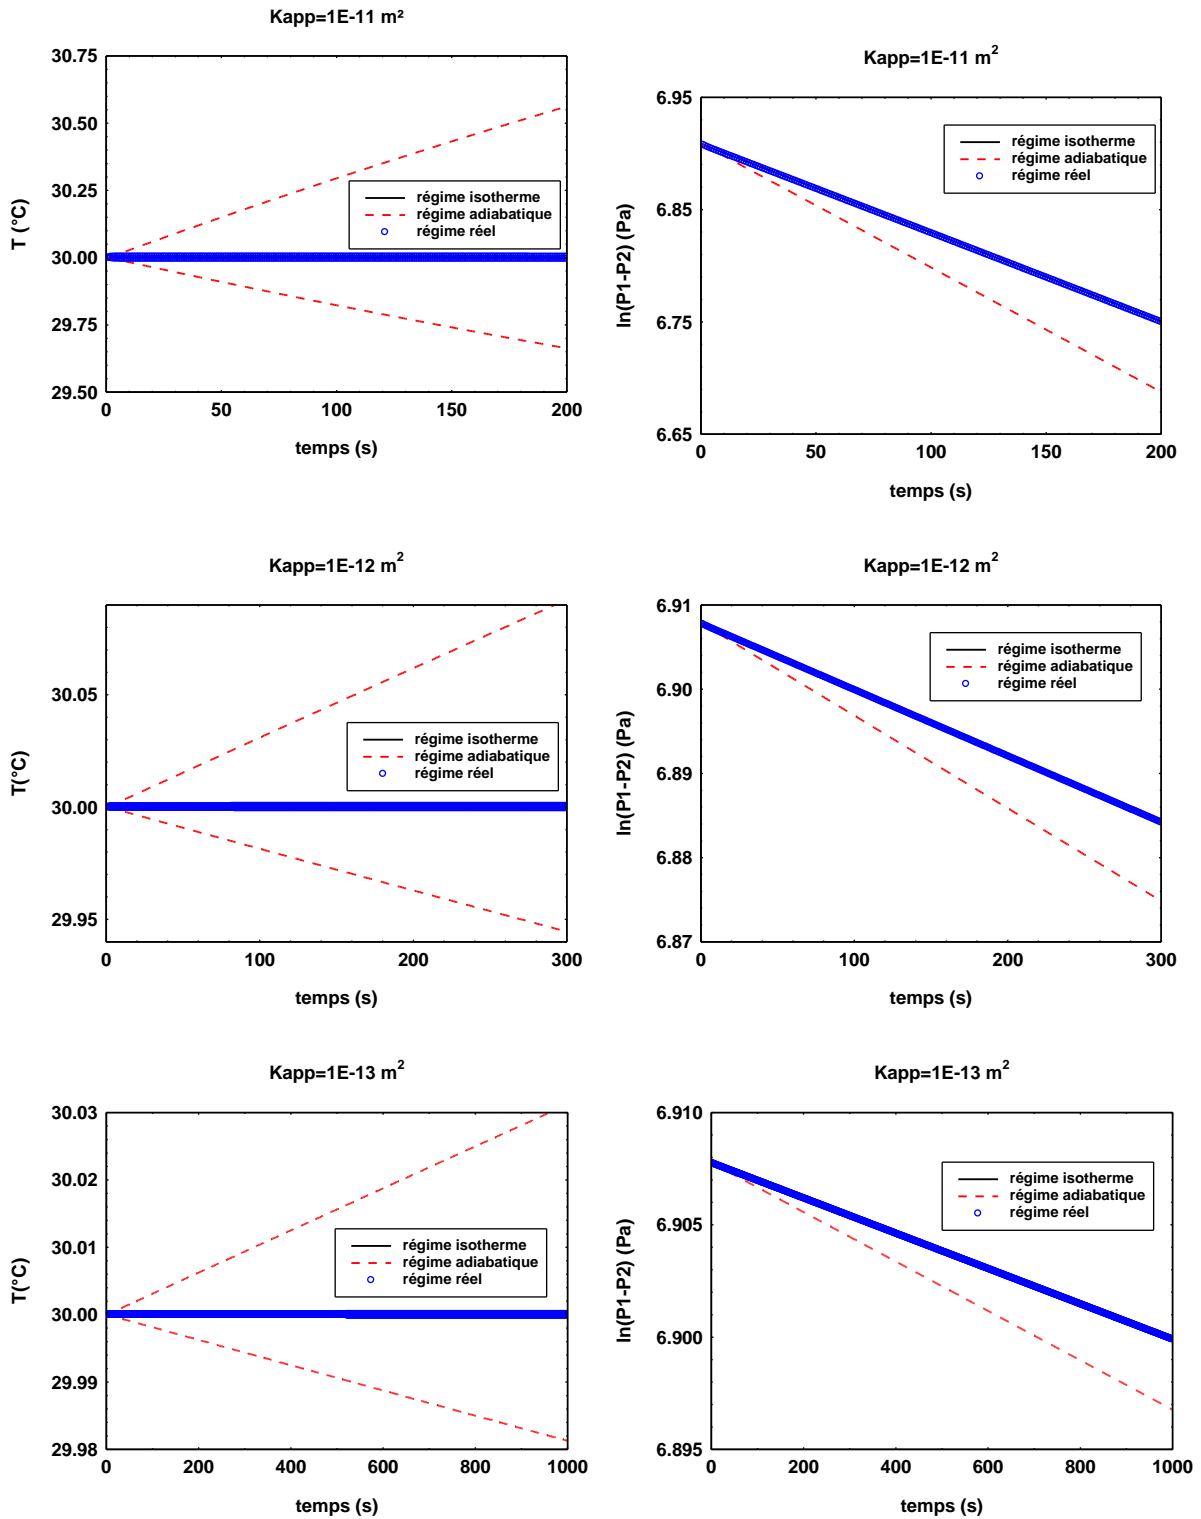 Kapp=1E-11 m²
30.75
30.50
30.25
30.00
29.75
29.50
T (°C)
régime isotherme
régime adiabatique
régime réel
0 50 100 150 200
temps (s)
Kapp=1E-11 m²
6.95
6.85
6.75
6.65
ln(P1-P2) (Pa)
régime isotherme
régime adiabatique
régime réel
0 50 100 150 200
temps (s)
Kapp=1E-12 m²
30.05
30.00
29.95
T(°C)
régime isotherme
régime adiabatique
régime réel
0 100 200 300
temps (s)
Kapp=1E-12 m²
6.91
6.90
6.89
6.88
6.87
ln(P1-P2) (Pa)
régime isotherme
régime adiabatique
régime réel
0 100 200 300
temps (s)
Kapp=1E-13 m²
30.03
30.02
30.01
30.00
29.99
29.98
T(°C)
régime isotherme
régime adiabatique
régime réel
0 200 400 600 800 1000
temps (s)
Kapp=1E-13 m²
6.910
6.905
6.900
6.895
ln(P1-P2) (Pa)
régime isotherme
régime adiabatique
régime réel
0 200 400 600 800 1000
temps (s)